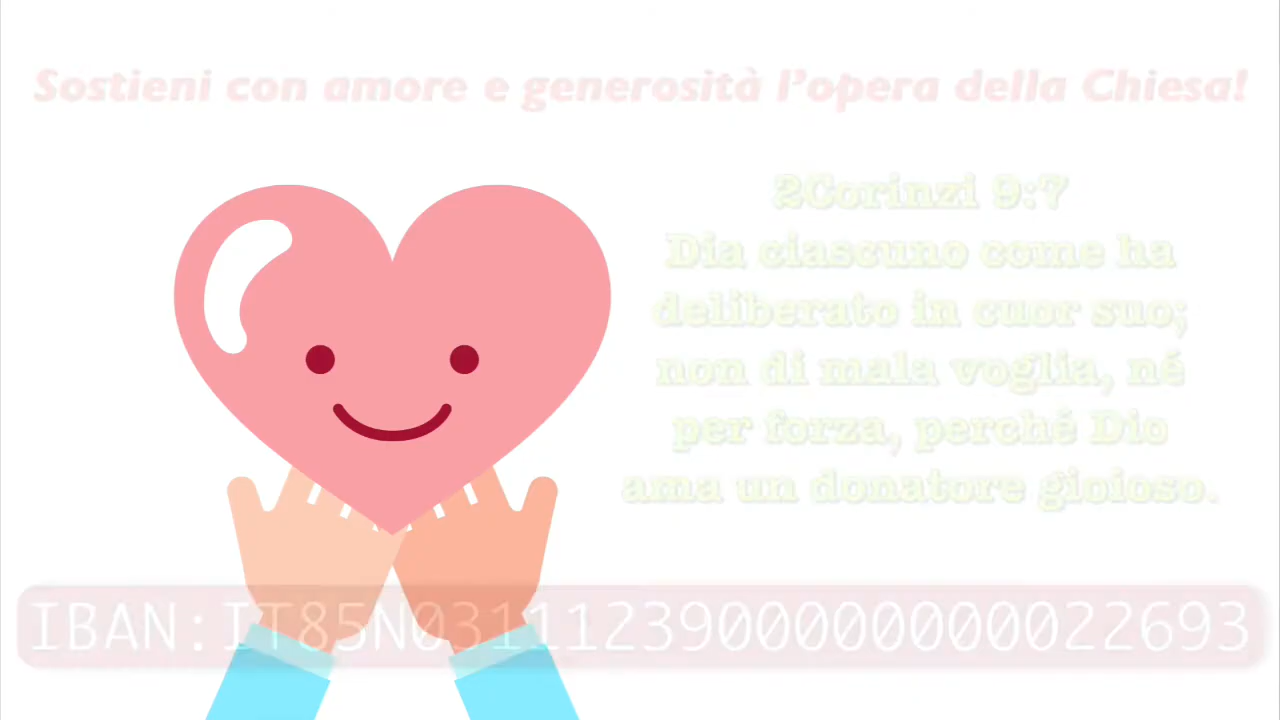 Sostieni con amore e generosità l’opera della Chiesa!
2Corinzi 9:7
Dia ciascuno come ha
deliberato in cuor suo;
non di mala voglia, né
per forza, perché Dio
ama un donatore gioioso.
IBAN:IT85N03111123900000000022693